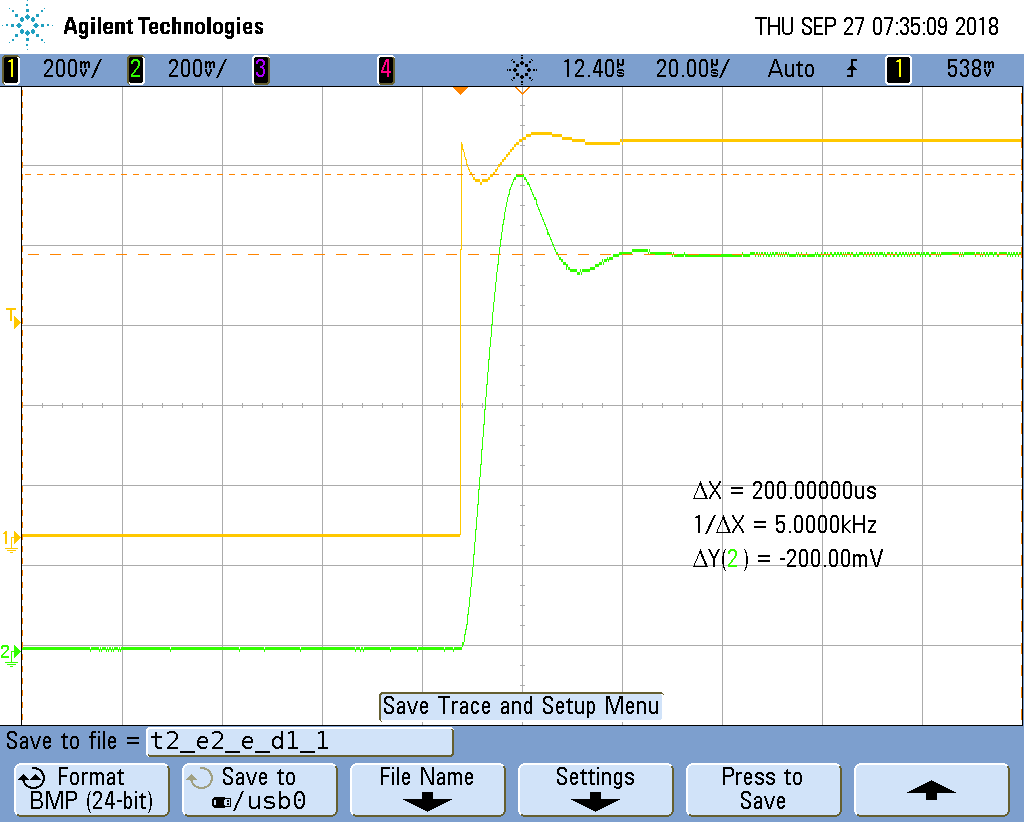 Agilent Technologies THU SEP 27 07:35:09 2018
1 200mV/ 2 200mV/ 3 4 12.40µs 20.00µs/ Auto 1 538mV
T
1
2
ΔX = 200.00000us
1/ΔX = 5.0000kHz
ΔY(2) = -200.00mV
Save Trace and Setup Menu
Save to file = t2_e2_e_d1_1
Format Save to File Name Settings Press to
BMP (24-bit) /usb0 Save